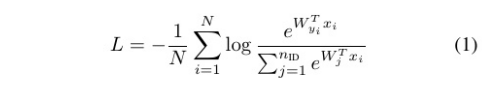 L = -\frac{1}{N} \sum_{i=1}^{N} \log \frac{e^{W_{y_i}^T x_i}}{\sum_{j=1}^{n_{\text{ID}}} e^{W_j^T x_i}} (1)